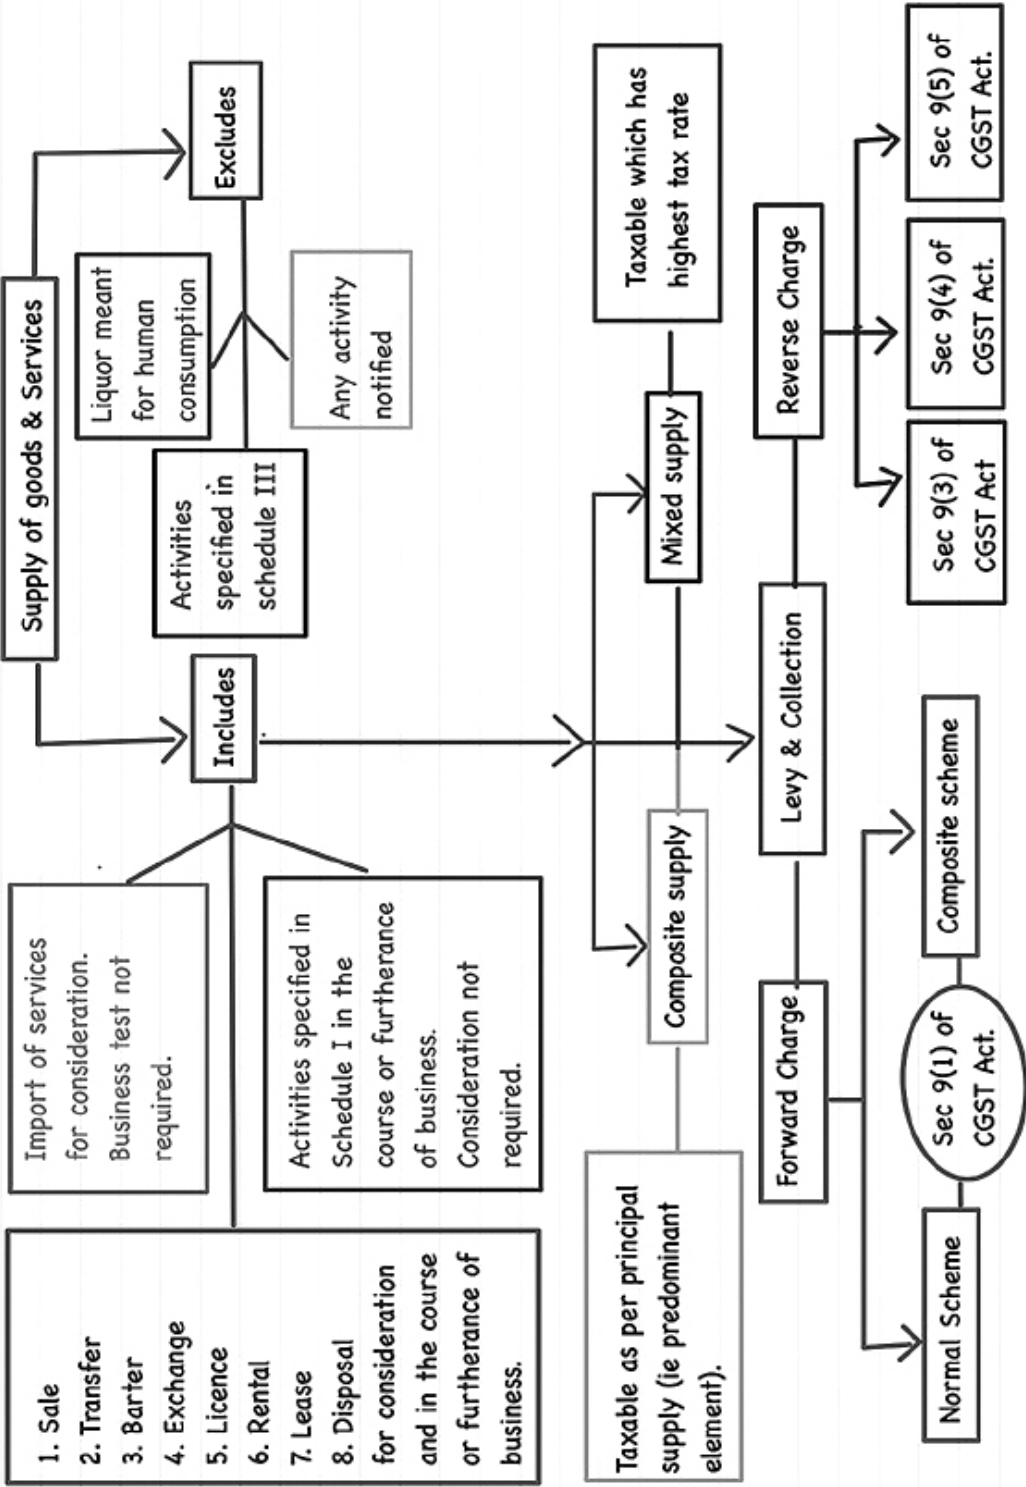 Supply of goods & Services
Includes
Excludes
1. Sale
2. Transfer
3. Barter
4. Exchange
5. Licence
6. Rental
7. Lease
8. Disposal
for consideration
and in the course
or furtherance of
business.
Import of services
for consideration.
Business test not
required.
Activities specified in
Schedule I in the
course or furtherance
of business.
Consideration not
required.
Activities
specified in
schedule III
Liquor meant
for human
consumption
Any activity
notified
Taxable as per principal
supply (ie predominant
element).
Composite supply
Mixed supply
Taxable which has
highest tax rate
Forward Charge
Levy & Collection
Reverse Charge
Normal Scheme
Sec 9(1) of
CGST Act.
Composite scheme
Sec 9(3) of
CGST Act
Sec 9(4) of
CGST Act.
Sec 9(5) of
CGST Act.